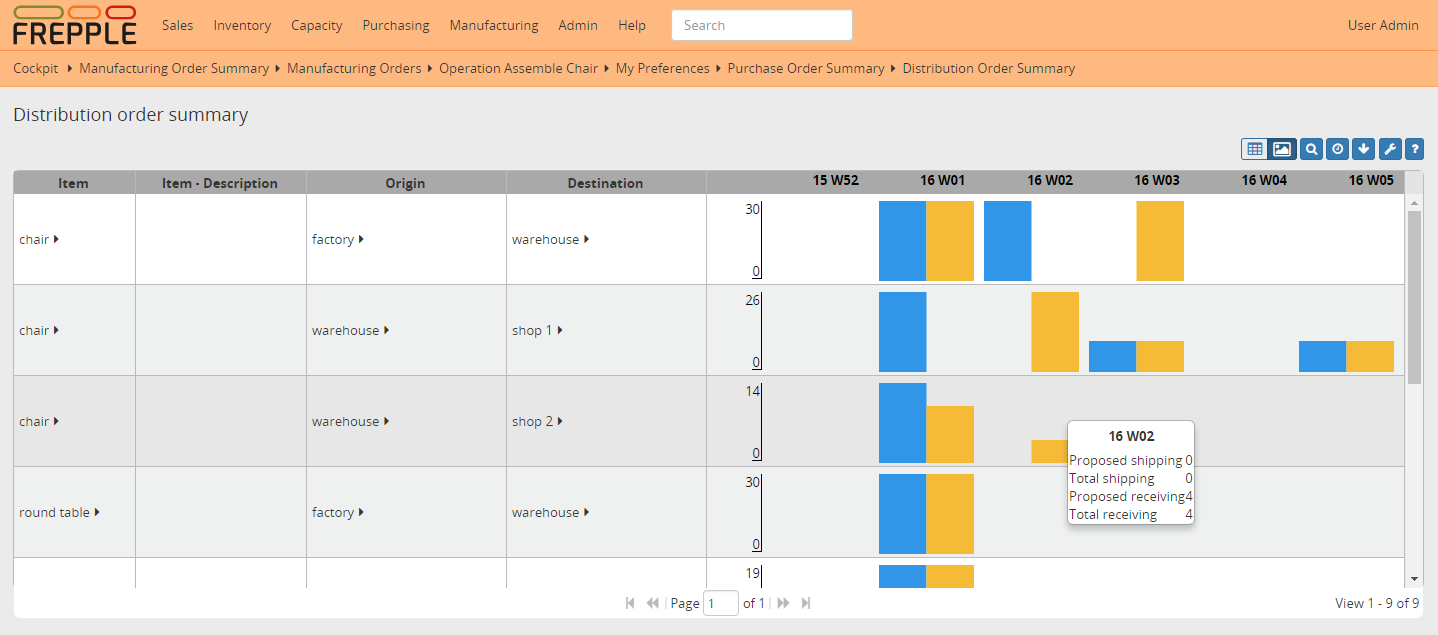 FREPPLE Sales Inventory Capacity Purchasing Manufacturing Admin Help Search User Admin
Cockpit Manufacturing Order Summary Manufacturing Orders Operation Assemble Chair My Preferences Purchase Order Summary Distribution Order Summary
Distribution order summary
?
Item Item - Description Origin Destination 15 W52 16 W01 16 W02 16 W03 16 W04 16 W05
30
chair factory warehouse
0
26
chair warehouse shop 1
0
14
chair warehouse shop 2
0
16 W02
Proposed shipping 0
Total shipping 0
Proposed receiving4
Total receiving 4
30
round table factory warehouse
0
19
Page 1 of 1 View 1 - 9 of 9